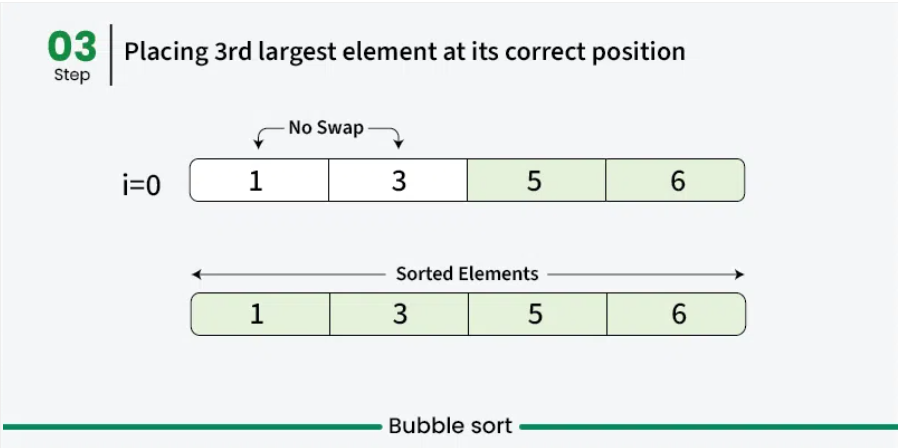 03
Step
Placing 3rd largest element at its correct position
No Swap
i=0
1 3 5 6
Sorted Elements
1 3 5 6
Bubble sort